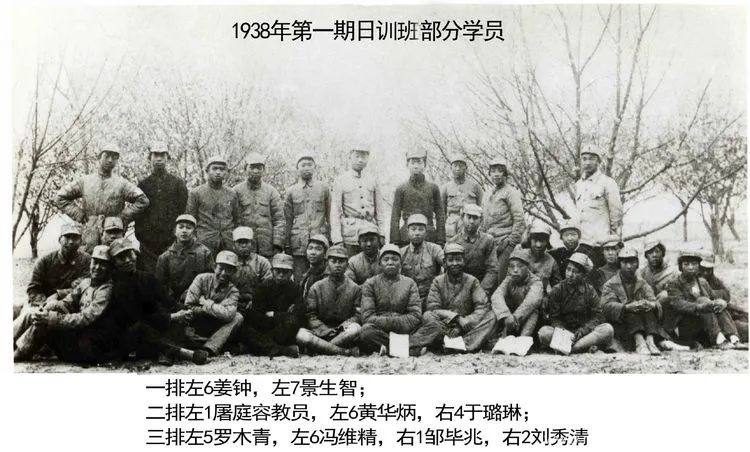 1938年第一期日训班部分学员
一排左6姜钟，左7景生智；
二排左1屠庭容教员，左6黄华炳，右4于璐琳；
三排左5罗木青，左6冯维精，右1邹毕兆，右2刘秀清